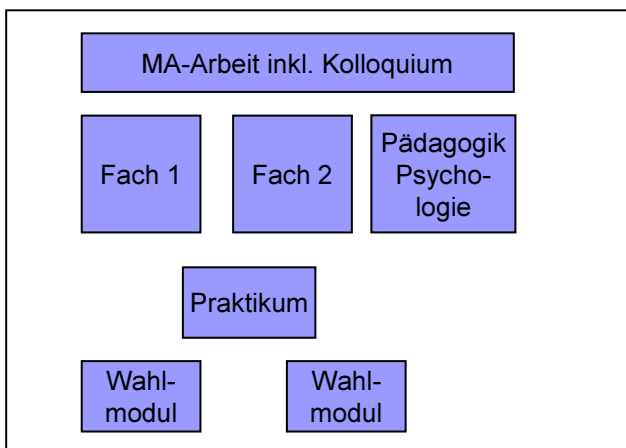 MA-Arbeit inkl. Kolloquium
Fach 1
Fach 2
Pädagogik
Psycho-
logie
Praktikum
Wahl-
modul
Wahl-
modul